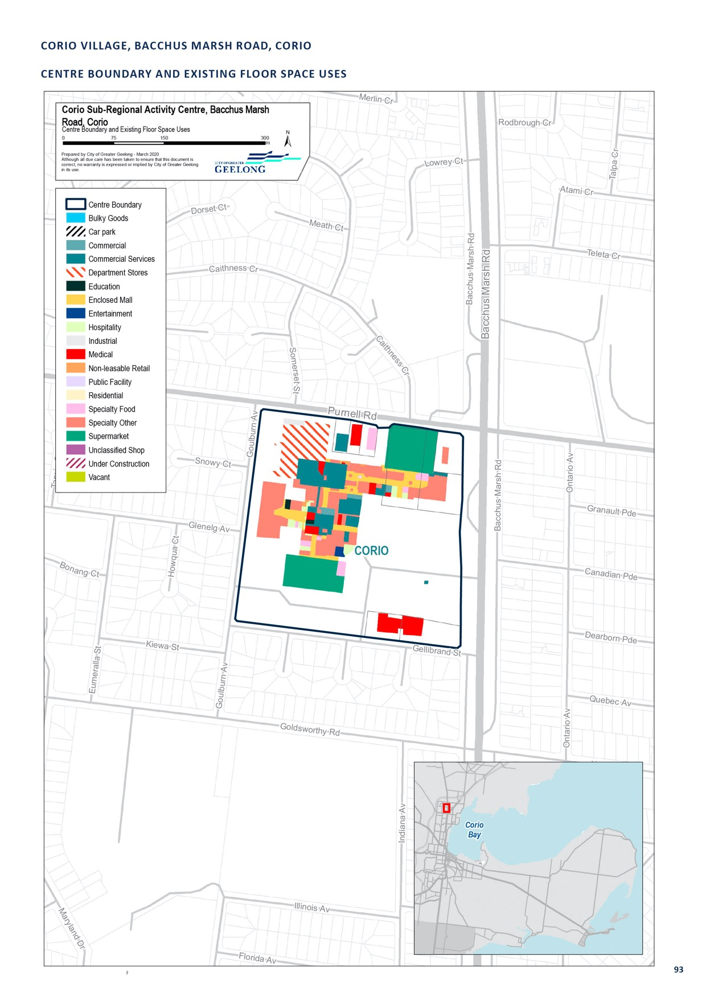 CORIO VILLAGE, BACCHUS MARSH ROAD, CORIO
CENTRE BOUNDARY AND EXISTING FLOOR SPACE USES
Corio Sub-Regional Activity Centre, Bacchus Marsh
Road, Corio
Centre Boundary and Existing Floor Space Uses
0 75 150 300
m
N
Prepared by City of Greater Geelong - March 2020
Although all due care has been taken to ensure that this document is
correct, no warranty is expressed or implied by City of Greater Geelong
in its use.
CITY OF GREATER
GEELONG
Centre Boundary
Bulky Goods
Car park
Commercial
Commercial Services
Department Stores
Education
Enclosed Mall
Entertainment
Hospitality
Industrial
Medical
Non-leasable Retail
Public Facility
Residential
Specialty Food
Specialty Other
Supermarket
Unclassified Shop
Under Construction
Vacant
Merlin Cr
Rodbrough Cr
Talpa Cr
Lowrey Ct
Atami Cr
Dorset Ct
Meath Ct
Teleta Cr
Caithness Cr
Bacchus Marsh Rd
Bacchus Marsh Rd
Caithness Cr
Somerset St
Purnell Rd
Goulburn Av
Snowy Ct
Ontario Av
Bacchus Marsh Rd
Granault Pde
Glenelg Av
Howqua Ct
CORIO
Bonang Ct
Canadian Pde
Dearborn Pde
Kiewa St
Gellibrand St
Eumeralla St
Goulburn Av
Quebec Av
Ontario Av
Goldsworthy Rd
Indiana Av
Corio
Bay
Illinois Av
Maryland Dr
Florida Av
93